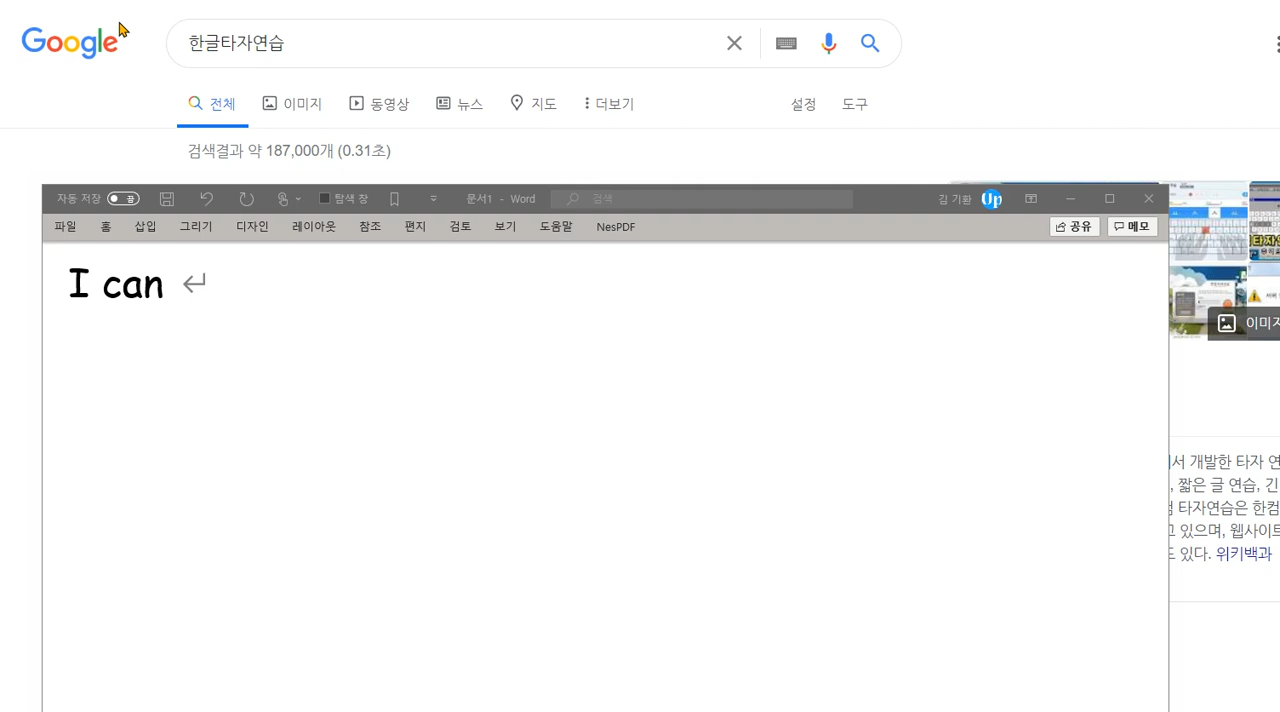 Google
한글타자연습
전체 이미지 동영상 뉴스 지도 더보기 설정 도구
검색결과 약 187,000개 (0.31초)
자동 저장 끔 탐색 창 문서1 - Word 검색 김 기환 Up
파일 홈 삽입 그리기 디자인 레이아웃 참조 편지 검토 보기 도움말 NesPDF 공유 메모
I can
이미지
서 개발한 타자 연
, 짧은 글 연습, 긴
타자연습은 한컴
있으며, 웹사이트
있다. 위키백과